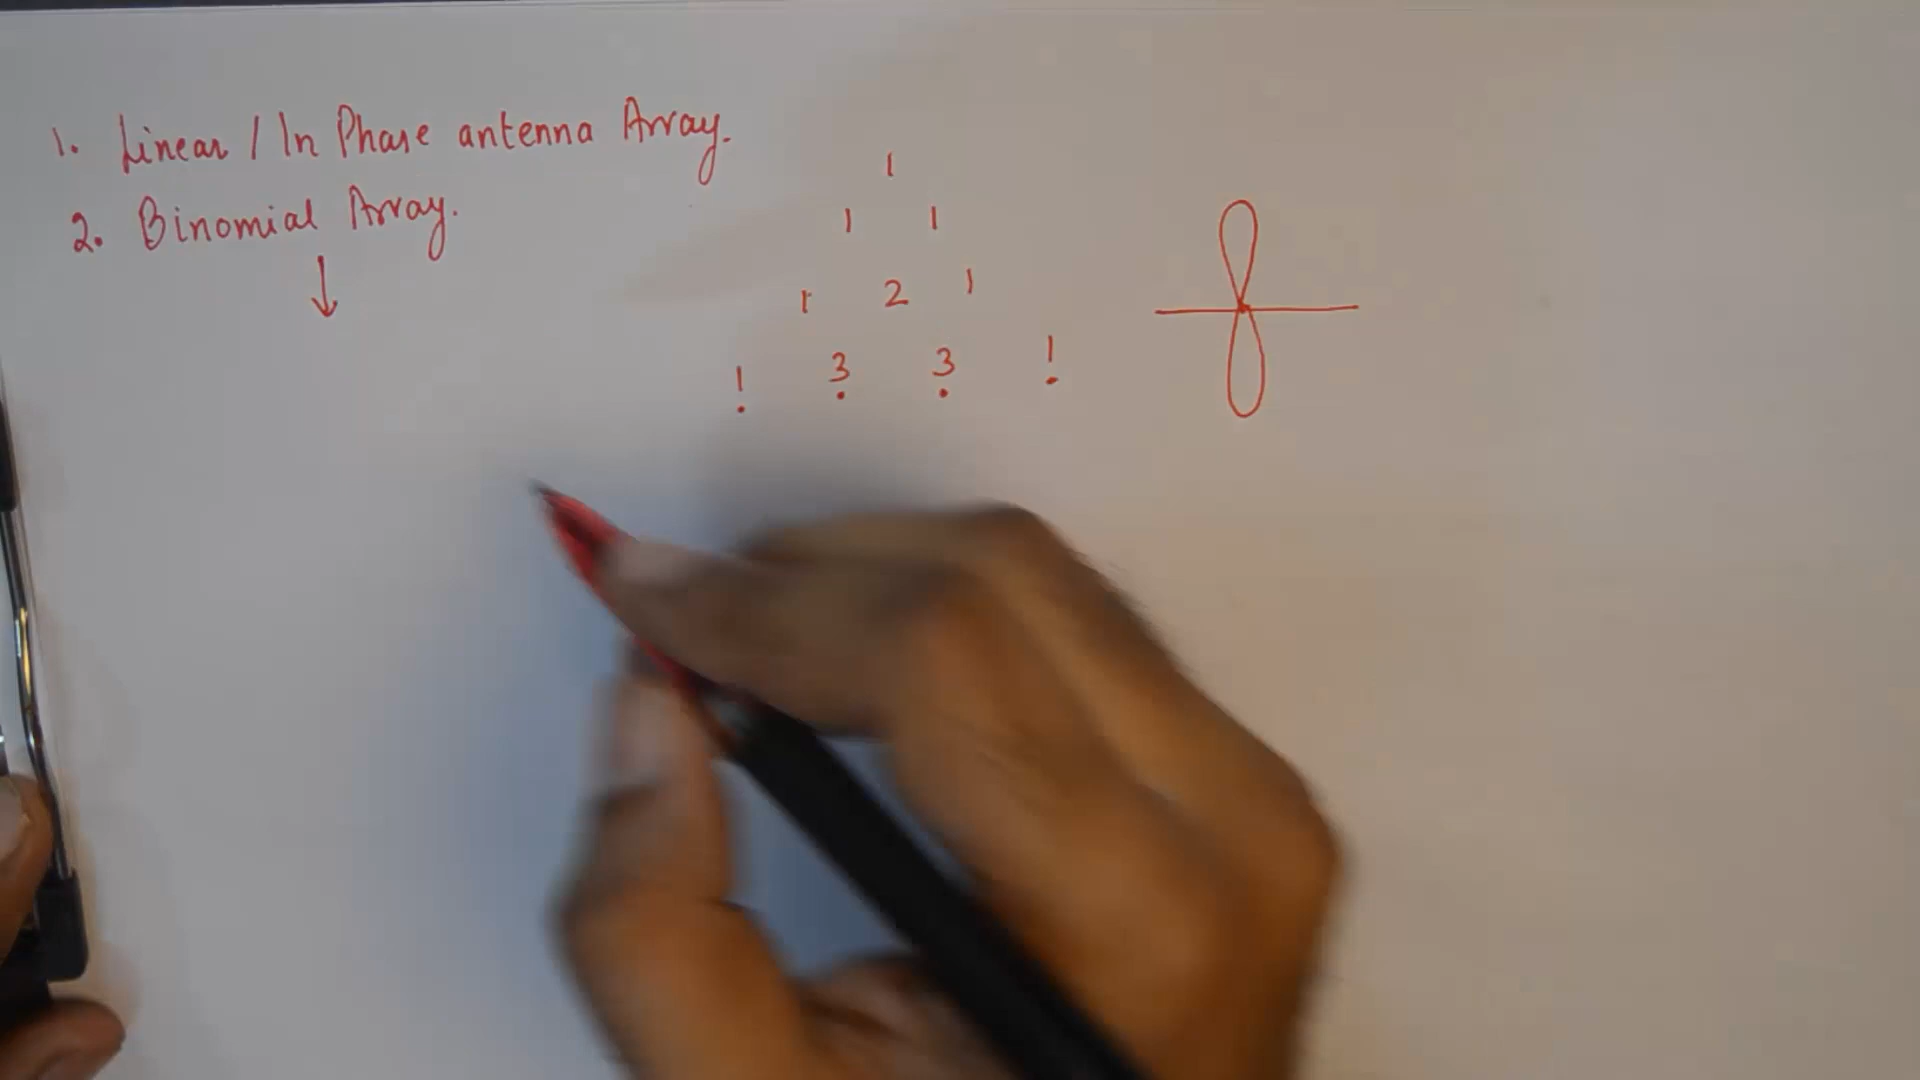 1. Linear / In Phase antenna Array.
2. Binomial Array.
1
1 1
1 2 1
1 3 3 1